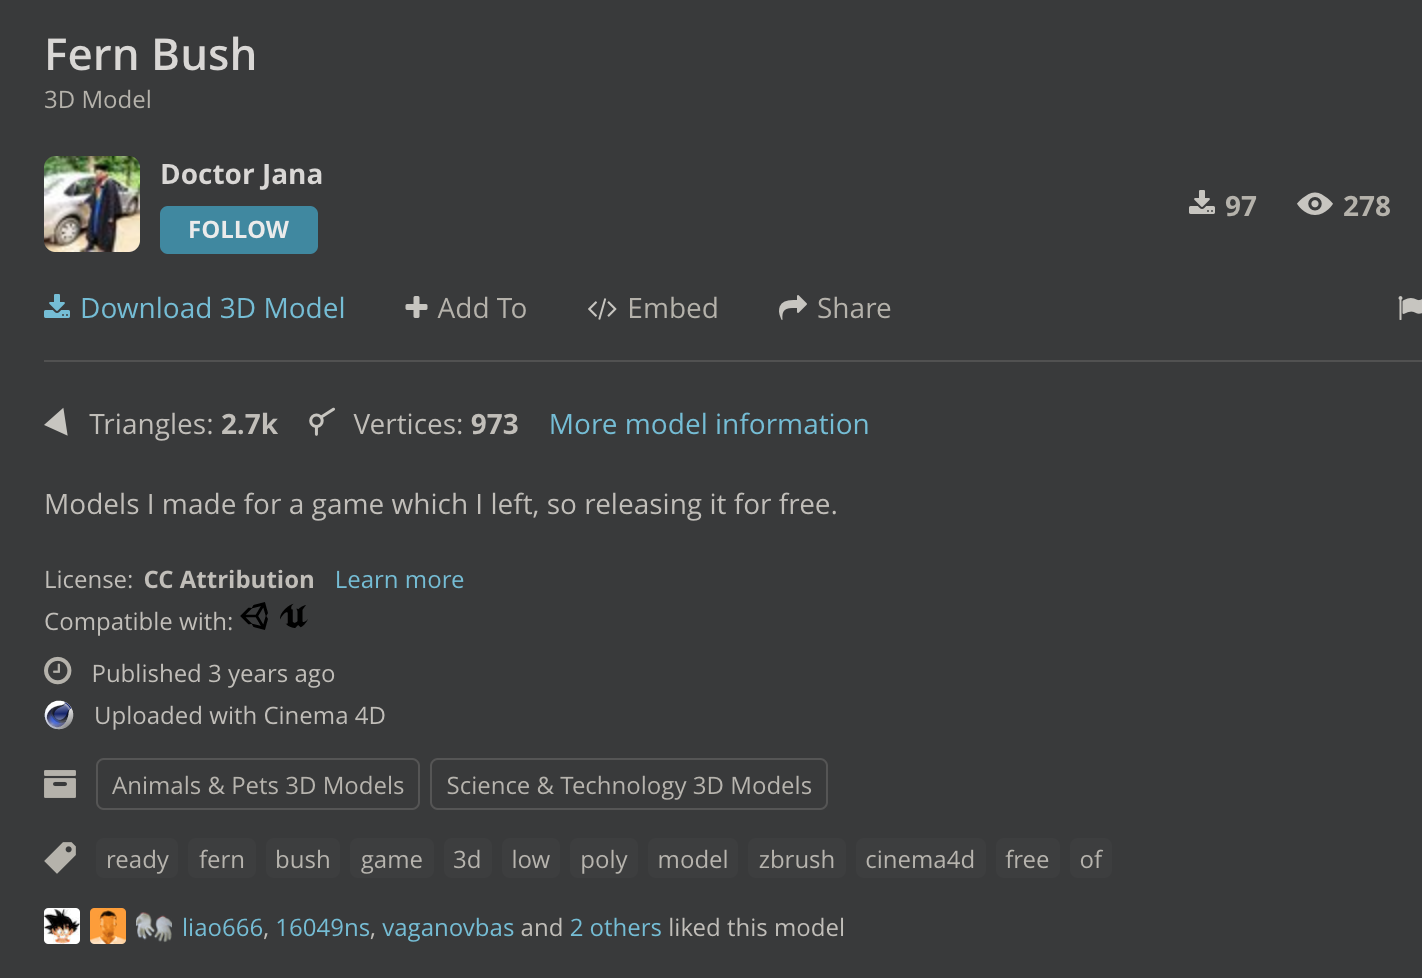 Fern Bush
3D Model
Doctor Jana
FOLLOW
97 278
Download 3D Model Add To Embed Share
Triangles: 2.7k Vertices: 973 More model information
Models I made for a game which I left, so releasing it for free.
License: CC Attribution Learn more
Compatible with:
Published 3 years ago
Uploaded with Cinema 4D
Animals & Pets 3D Models Science & Technology 3D Models
ready fern bush game 3d low poly model zbrush cinema4d free of
liao666, 16049ns, vaganovbas and 2 others liked this model